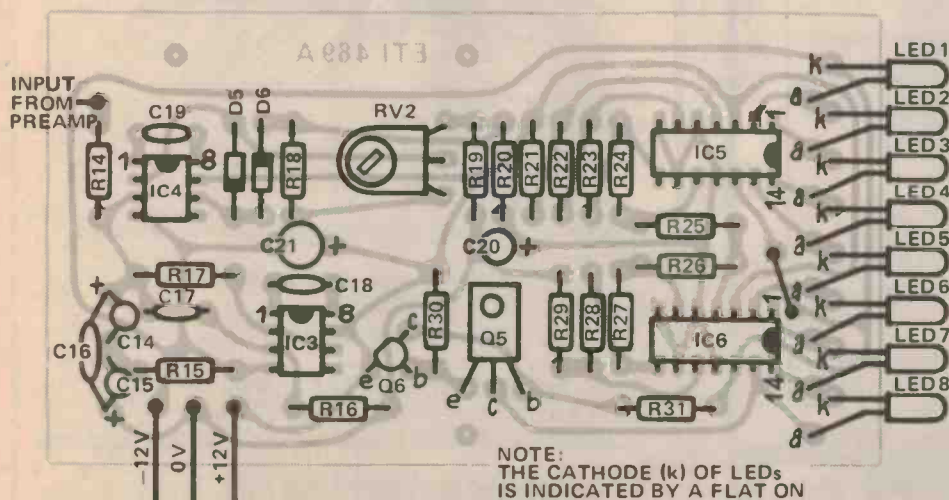 ETI 489 A
INPUT
FROM
PREAMP
C19
D5
D6
RV2
R14
1
8
IC4
R18
R19
R20
R21
R22
R23
R24
IC5
1
14
C21
+
C20
+
R25
R26
R17
C17
C18
+
C16
C14
C15
+
1
8
IC3
R15
R16
R30
c
e
b
Q6
Q5
e
c
b
R29
R28
R27
IC6
1
14
R31
-12V
0V
+12V
LED1
k
a
LED2
k
a
LED3
k
a
LED4
k
a
LED5
k
a
LED6
k
a
LED7
k
a
LED8
k
a
NOTE:
THE CATHODE (k) OF LEDs
IS INDICATED BY A FLAT ON